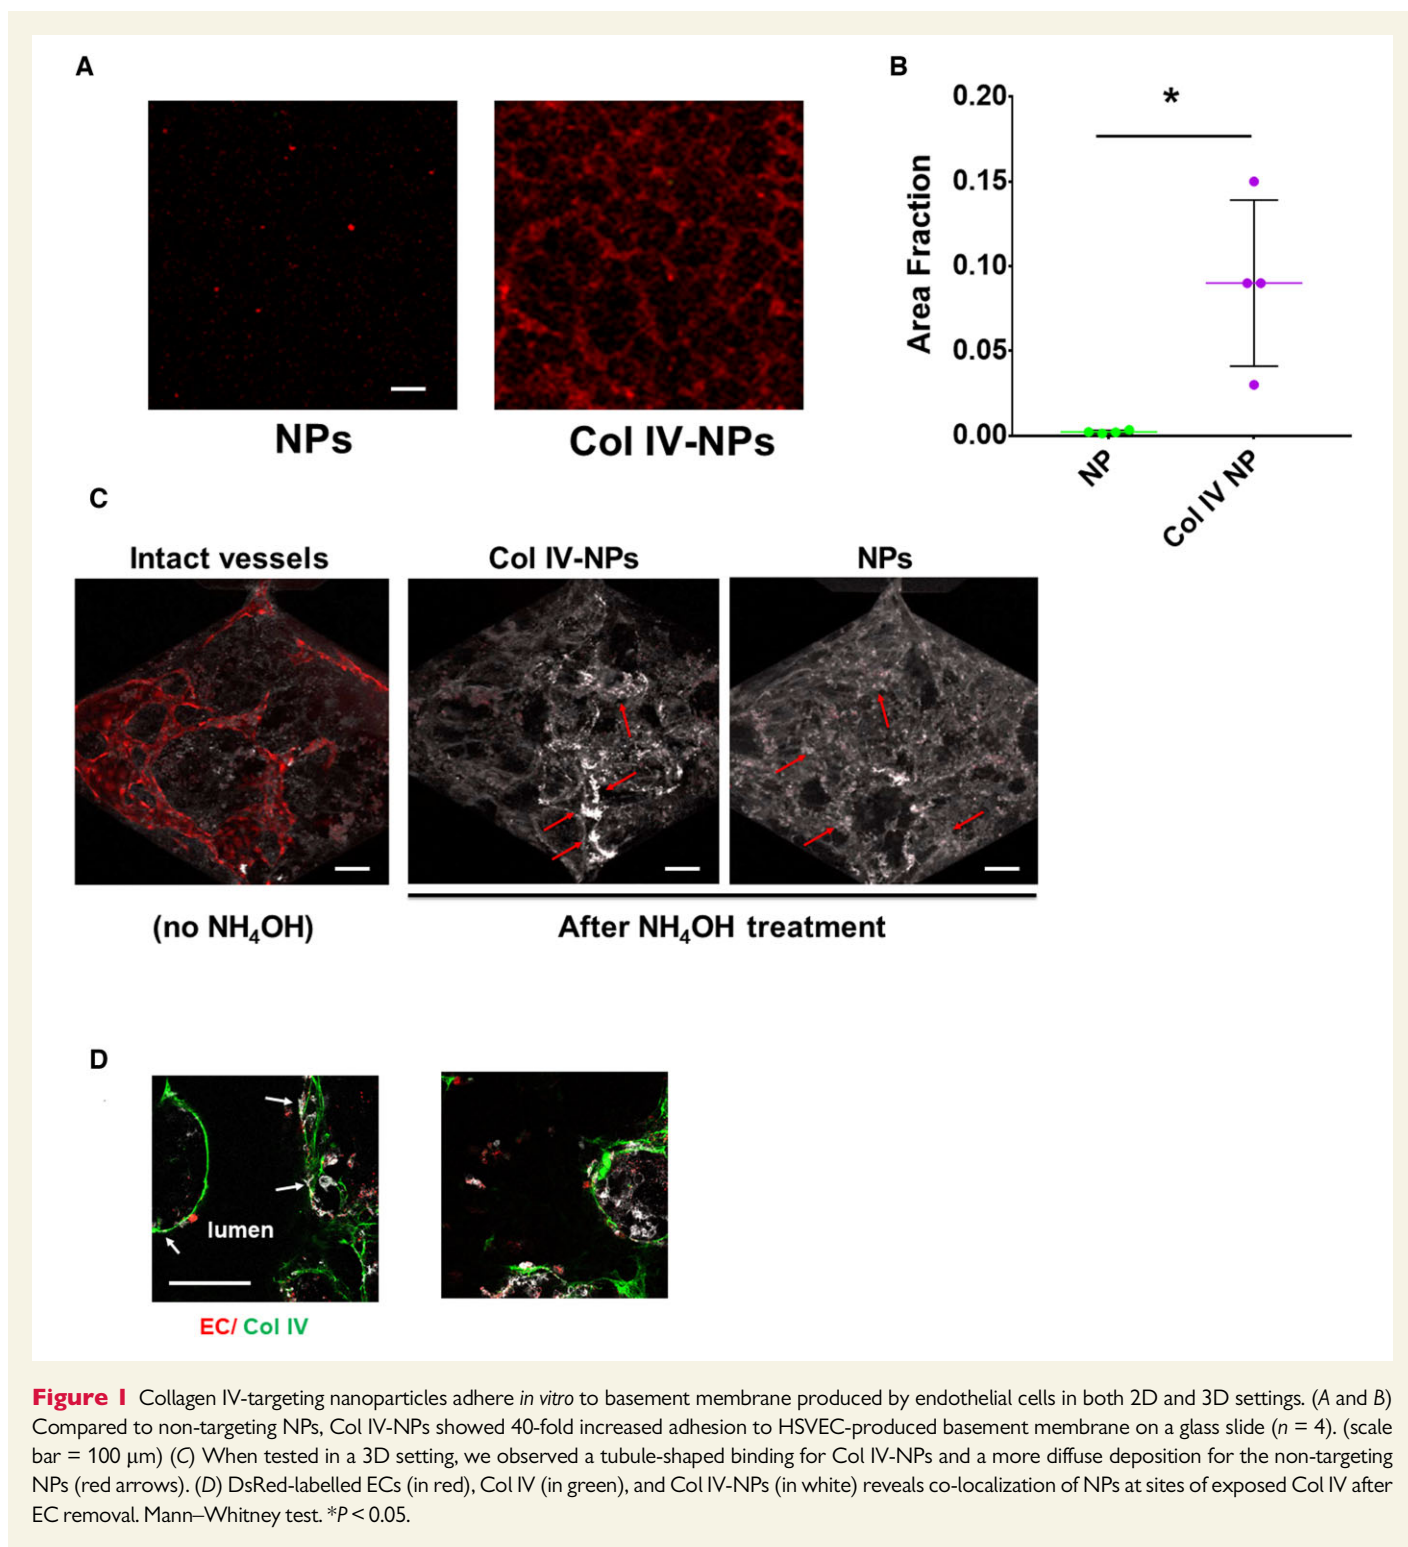 A
B
NPs
Col IV-NPs
0.20
0.15
0.10
0.05
0.00
Area Fraction
*
NP
Col IV NP
C
Intact vessels
Col IV-NPs
NPs
(no NH₄OH)
After NH₄OH treatment
D
lumen
EC/ Col IV
Figure 1 Collagen IV-targeting nanoparticles adhere in vitro to basement membrane produced by endothelial cells in both 2D and 3D settings. (A and B)
Compared to non-targeting NPs, Col IV-NPs showed 40-fold increased adhesion to HSVEC-produced basement membrane on a glass slide (n = 4). (scale
bar = 100 μm) (C) When tested in a 3D setting, we observed a tubule-shaped binding for Col IV-NPs and a more diffuse deposition for the non-targeting
NPs (red arrows). (D) DsRed-labelled ECs (in red), Col IV (in green), and Col IV-NPs (in white) reveals co-localization of NPs at sites of exposed Col IV after
EC removal. Mann–Whitney test. *P < 0.05.